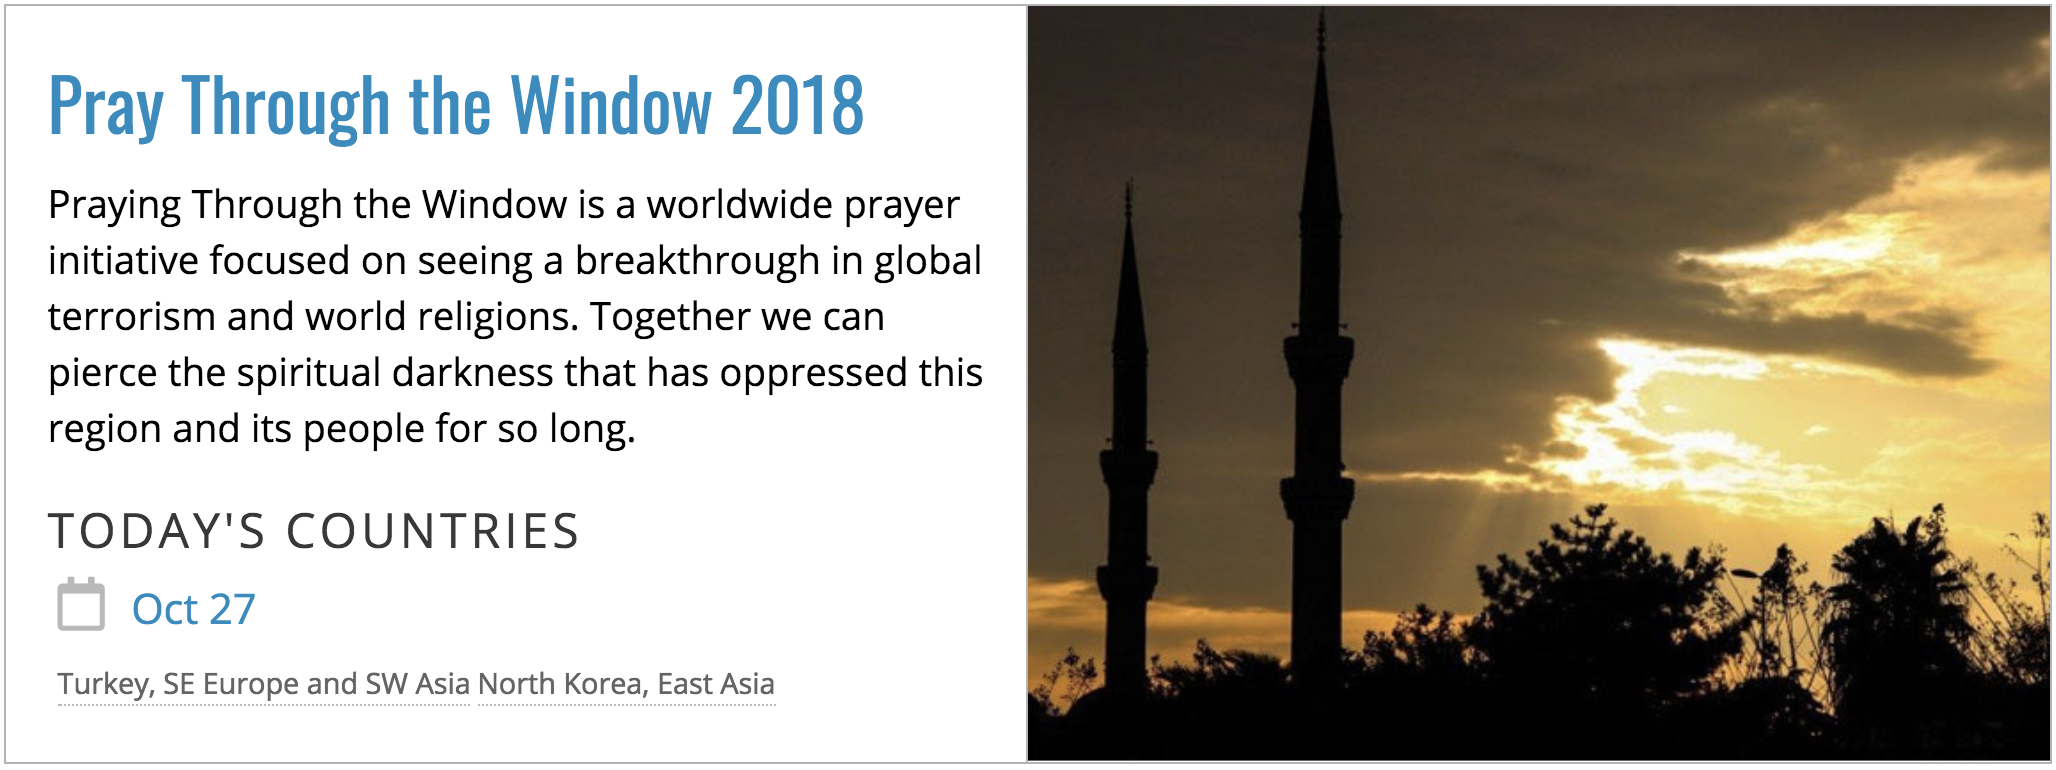 Pray Through the Window 2018
Praying Through the Window is a worldwide prayer
initiative focused on seeing a breakthrough in global
terrorism and world religions. Together we can
pierce the spiritual darkness that has oppressed this
region and its people for so long.
TODAY'S COUNTRIES
Oct 27
Turkey, SE Europe and SW Asia North Korea, East Asia